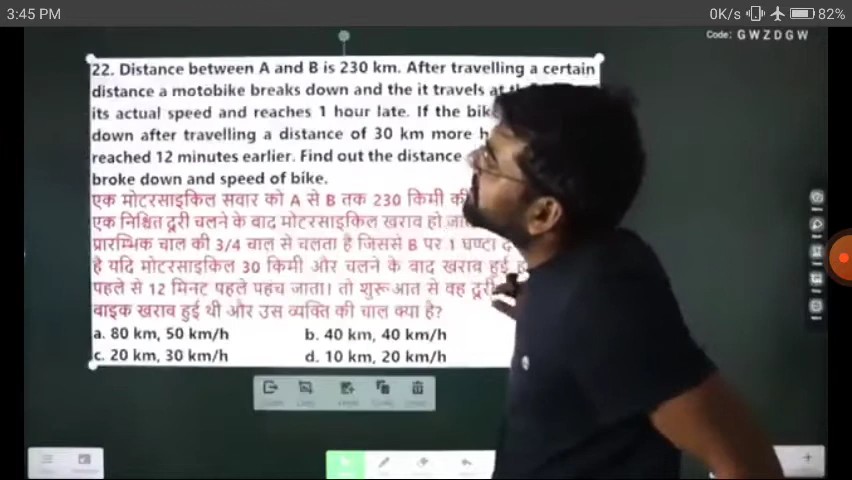 3:45 PM
0K/s
82%
Code: GWZDGW
22. Distance between A and B is 230 km. After travelling a certain
distance a motobike breaks down and the it travels at
its actual speed and reaches 1 hour late. If the
down after travelling a distance of 30 km more
reached 12 minutes earlier. Find out the distance
broke down and speed of bike.
एक मोटरसाइकिल सवार को A से B तक 230 किमी की
एक निश्चित दूरी चलने के बाद मोटरसाइकिल खराब हो
प्रारम्भिक चाल की 3/4 चाल से चलता है जिससे B पर 1 घण्टा
है यदि मोटरसाइकिल 30 किमी और चलने के बाद खराब हुई
पहले से 12 मिनट पहले पहच जाता। तो शुरूआत से वह दूरी
बाइक खराब हुई थी और उस व्यक्ति की चाल क्या है?
a. 80 km, 50 km/h b. 40 km, 40 km/h
c. 20 km, 30 km/h d. 10 km, 20 km/h